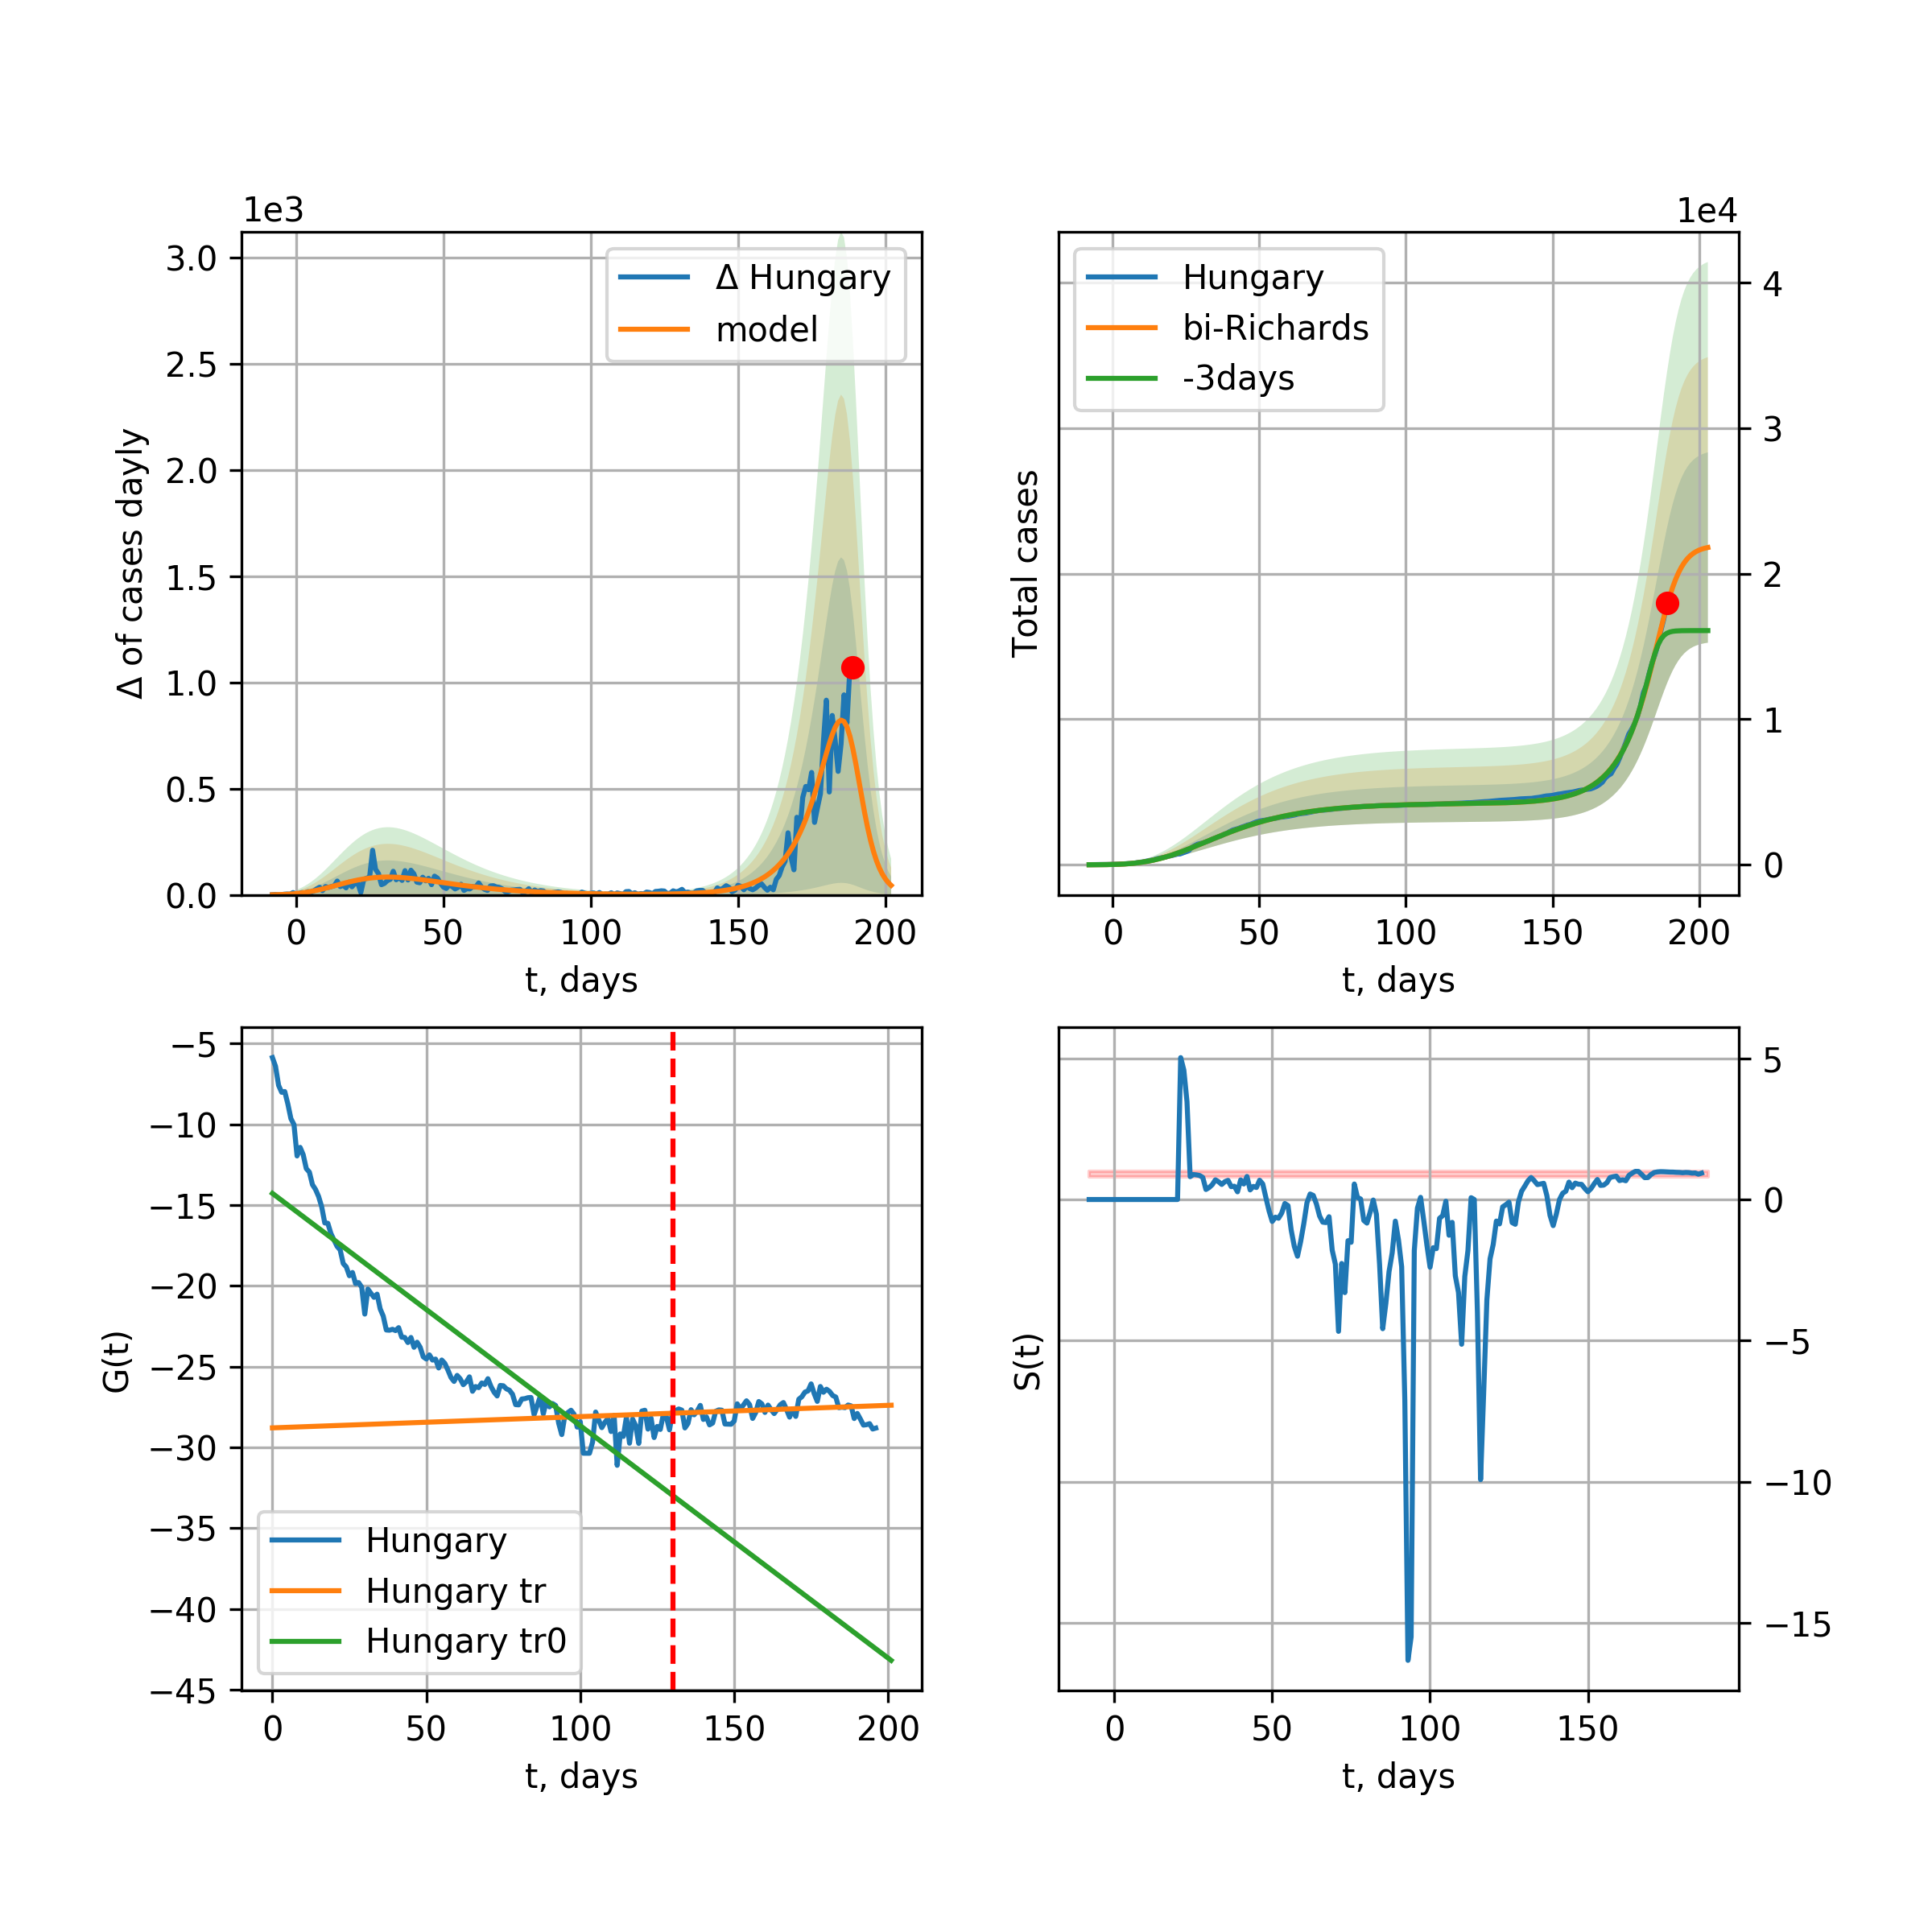 1e3
Δ of cases dayly
3.0
2.5
2.0
1.5
1.0
0.5
0.0
Δ Hungary
model
0 50 100 150 200
t, days
1e4
Total cases
Hungary
bi-Richards
-3days
4
3
2
1
0
0 50 100 150 200
t, days
G(t)
−5
−10
−15
−20
−25
−30
−35
−40
−45
Hungary
Hungary tr
Hungary tr0
0 50 100 150 200
t, days
S(t)
5
0
−5
−10
−15
0 50 100 150
t, days